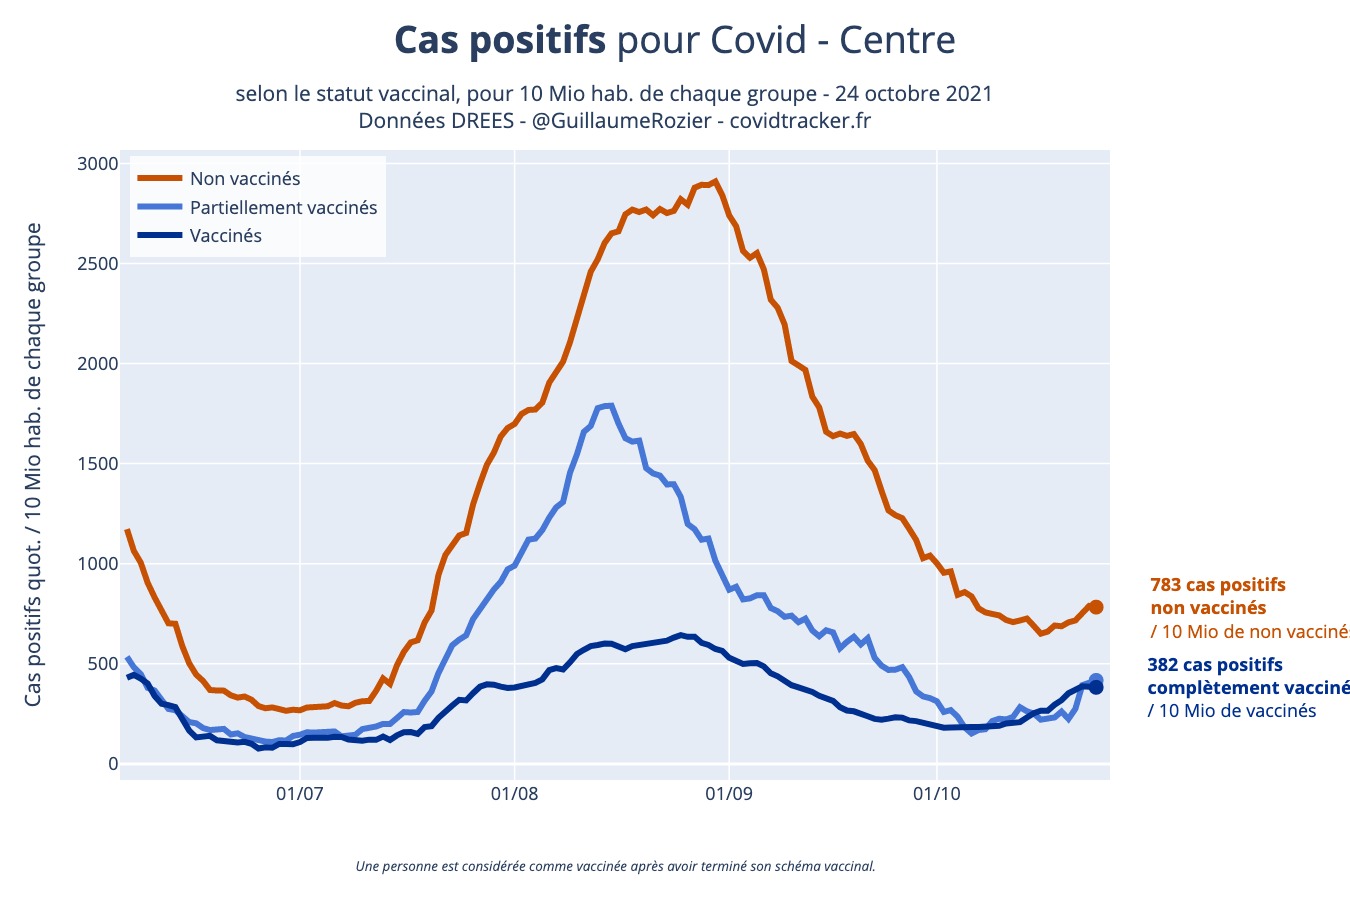 Cas positifs pour Covid - Centre
selon le statut vaccinal, pour 10 Mio hab. de chaque groupe - 24 octobre 2021
Données DREES - @GuillaumeRozier - covidtracker.fr
Cas positifs quot. / 10 Mio hab. de chaque groupe
3000
2500
2000
1500
1000
500
0
Non vaccinés
Partiellement vaccinés
Vaccinés
01/07
01/08
01/09
01/10
783 cas positifs
non vaccinés
/ 10 Mio de non vaccinés
382 cas positifs
complètement vacciné
/ 10 Mio de vaccinés
Une personne est considérée comme vaccinée après avoir terminé son schéma vaccinal.